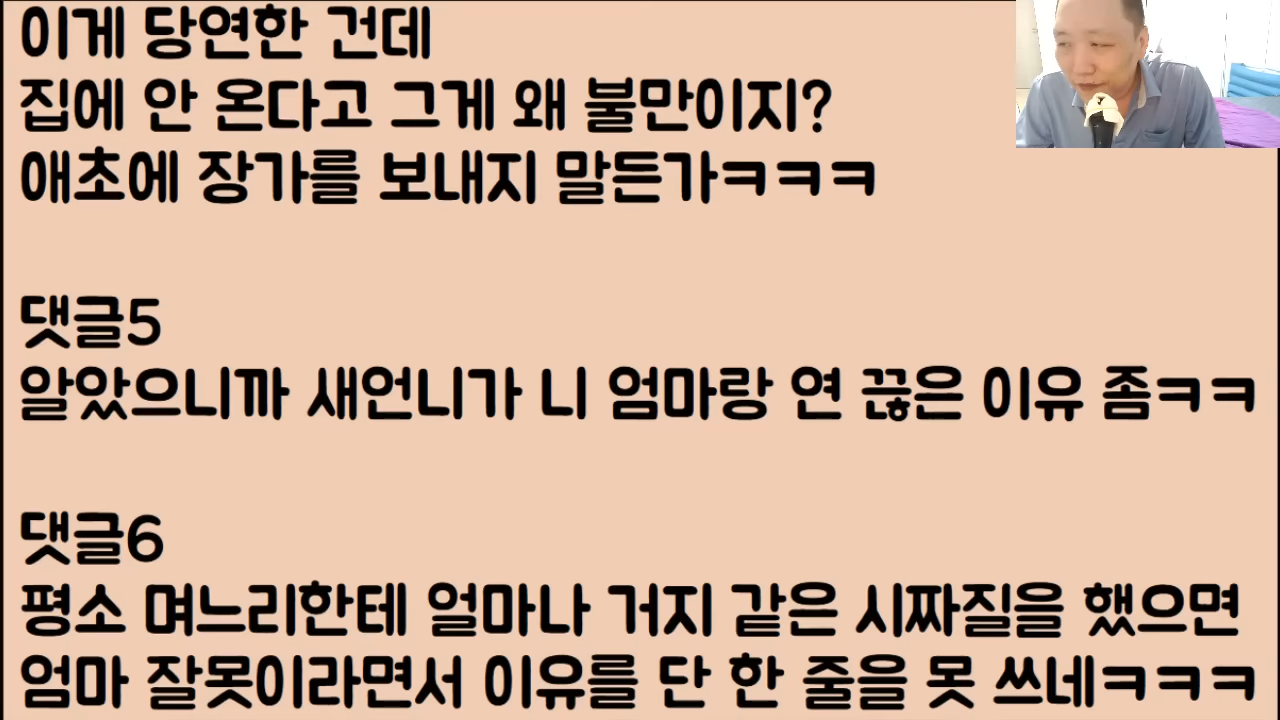 이게 당연한 건데
집에 안 온다고 그게 왜 불만이지?
애초에 장가를 보내지 말든가ㅋㅋㅋ
댓글5
알았으니까 새언니가 니 엄마랑 연 끊은 이유 좀ㅋㅋ
댓글6
평소 며느리한테 얼마나 거지 같은 시짜질을 했으면
엄마 잘못이라면서 이유를 단 한 줄을 못 쓰네ㅋㅋㅋ